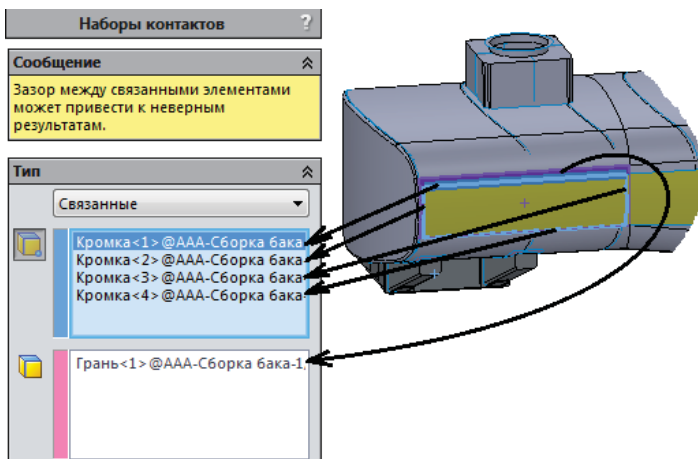 Наборы контактов ?
Сообщение
Зазор между связанными элементами
может привести к неверным
результатам.
Тип
Связанные
Кромка<1>@ААА-Сборка бака-
Кромка<2>@ААА-Сборка бака-
Кромка<3>@ААА-Сборка бака-
Кромка<4>@ААА-Сборка бака-
Грань<1>@ААА-Сборка бака-1,